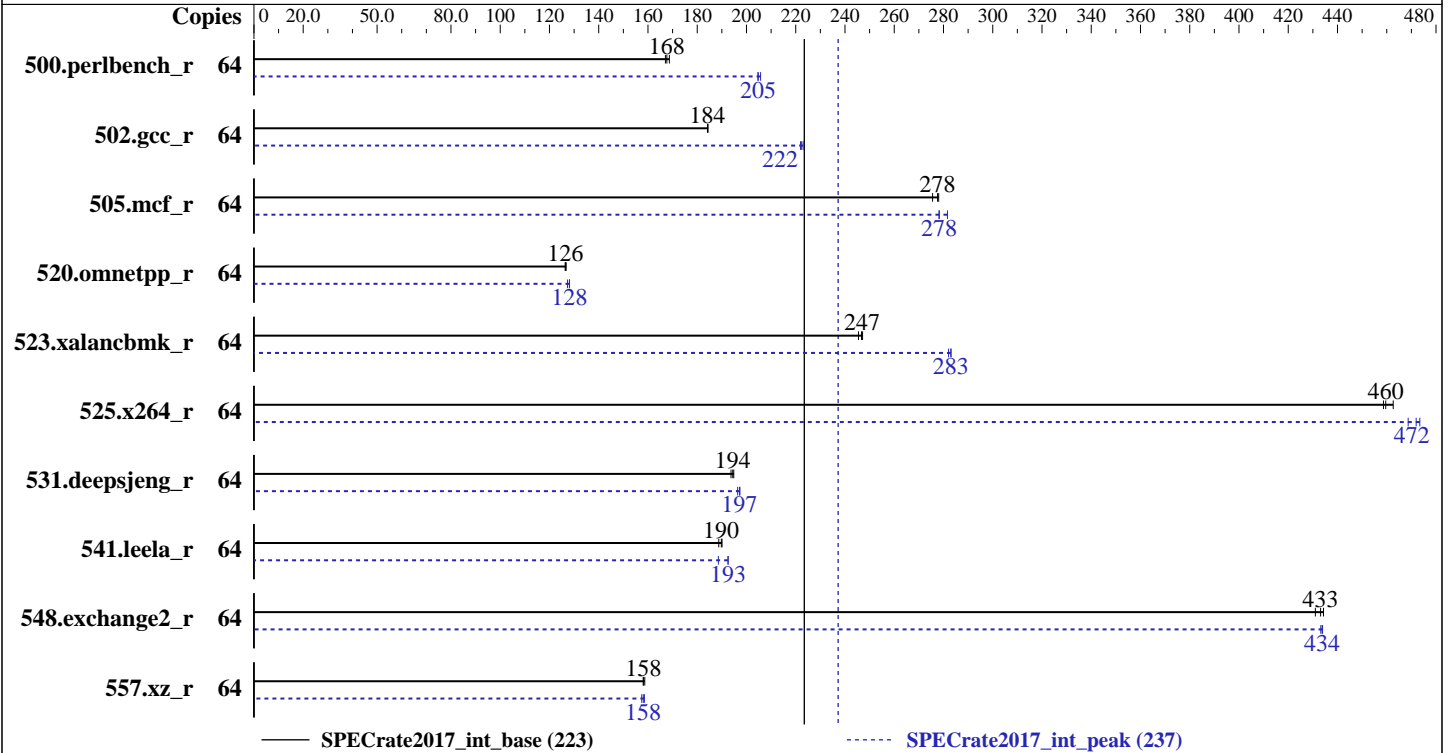 Copies 0 20.0 50.0 80.0 100 120 140 160 180 200 220 240 260 280 300 320 340 360 380 400 420 440 480
168
500.perlbench_r 64
205
184
502.gcc_r 64
222
278
505.mcf_r 64
278
126
520.omnetpp_r 64
128
247
523.xalancbmk_r 64
283
460
525.x264_r 64
472
194
531.deepsjeng_r 64
197
190
541.leela_r 64
193
433
548.exchange2_r 64
434
158
557.xz_r 64
158
SPECrate2017_int_base (223) SPECrate2017_int_peak (237)